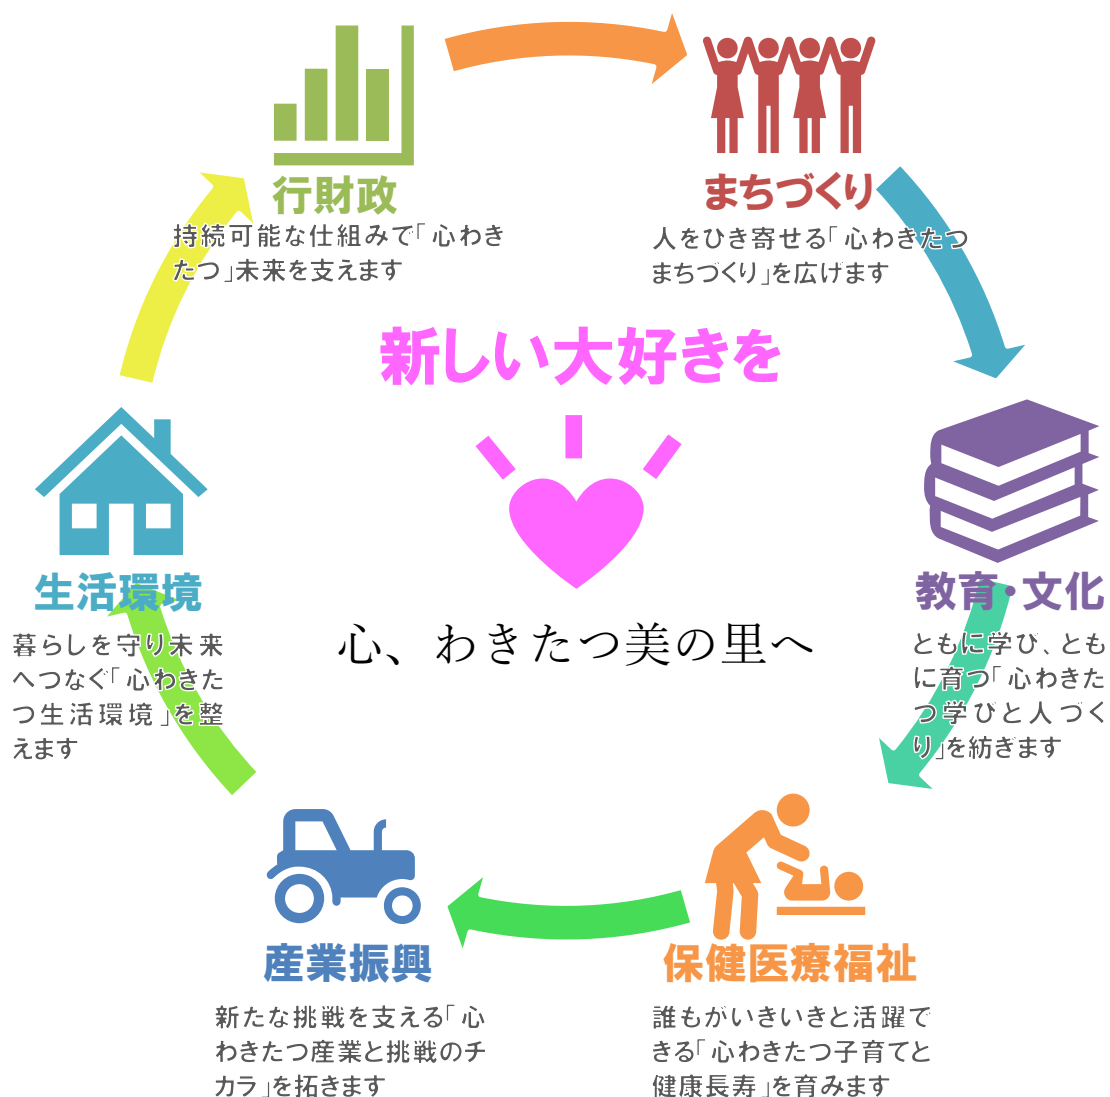 行財政
持続可能な仕組みで「心わき
たつ」未来を支えます
まちづくり
人をひき寄せる「心わきたつ
まちづくり」を広げます
新しい大好きを
心、わきたつ美の里へ
生活環境
暮らしを守り未来
へつなぐ「心わきた
つ生活環境」を整
えます
教育・文化
ともに学び、とも
に育つ「心わきた
つ学びと人づく
り」を紡ぎます
産業振興
新たな挑戦を支える「心
わきたつ産業と挑戦のチ
カラ」を拓きます
保健医療福祉
誰もがいきいきと活躍で
きる「心わきたつ子育てと
健康長寿」を育みます